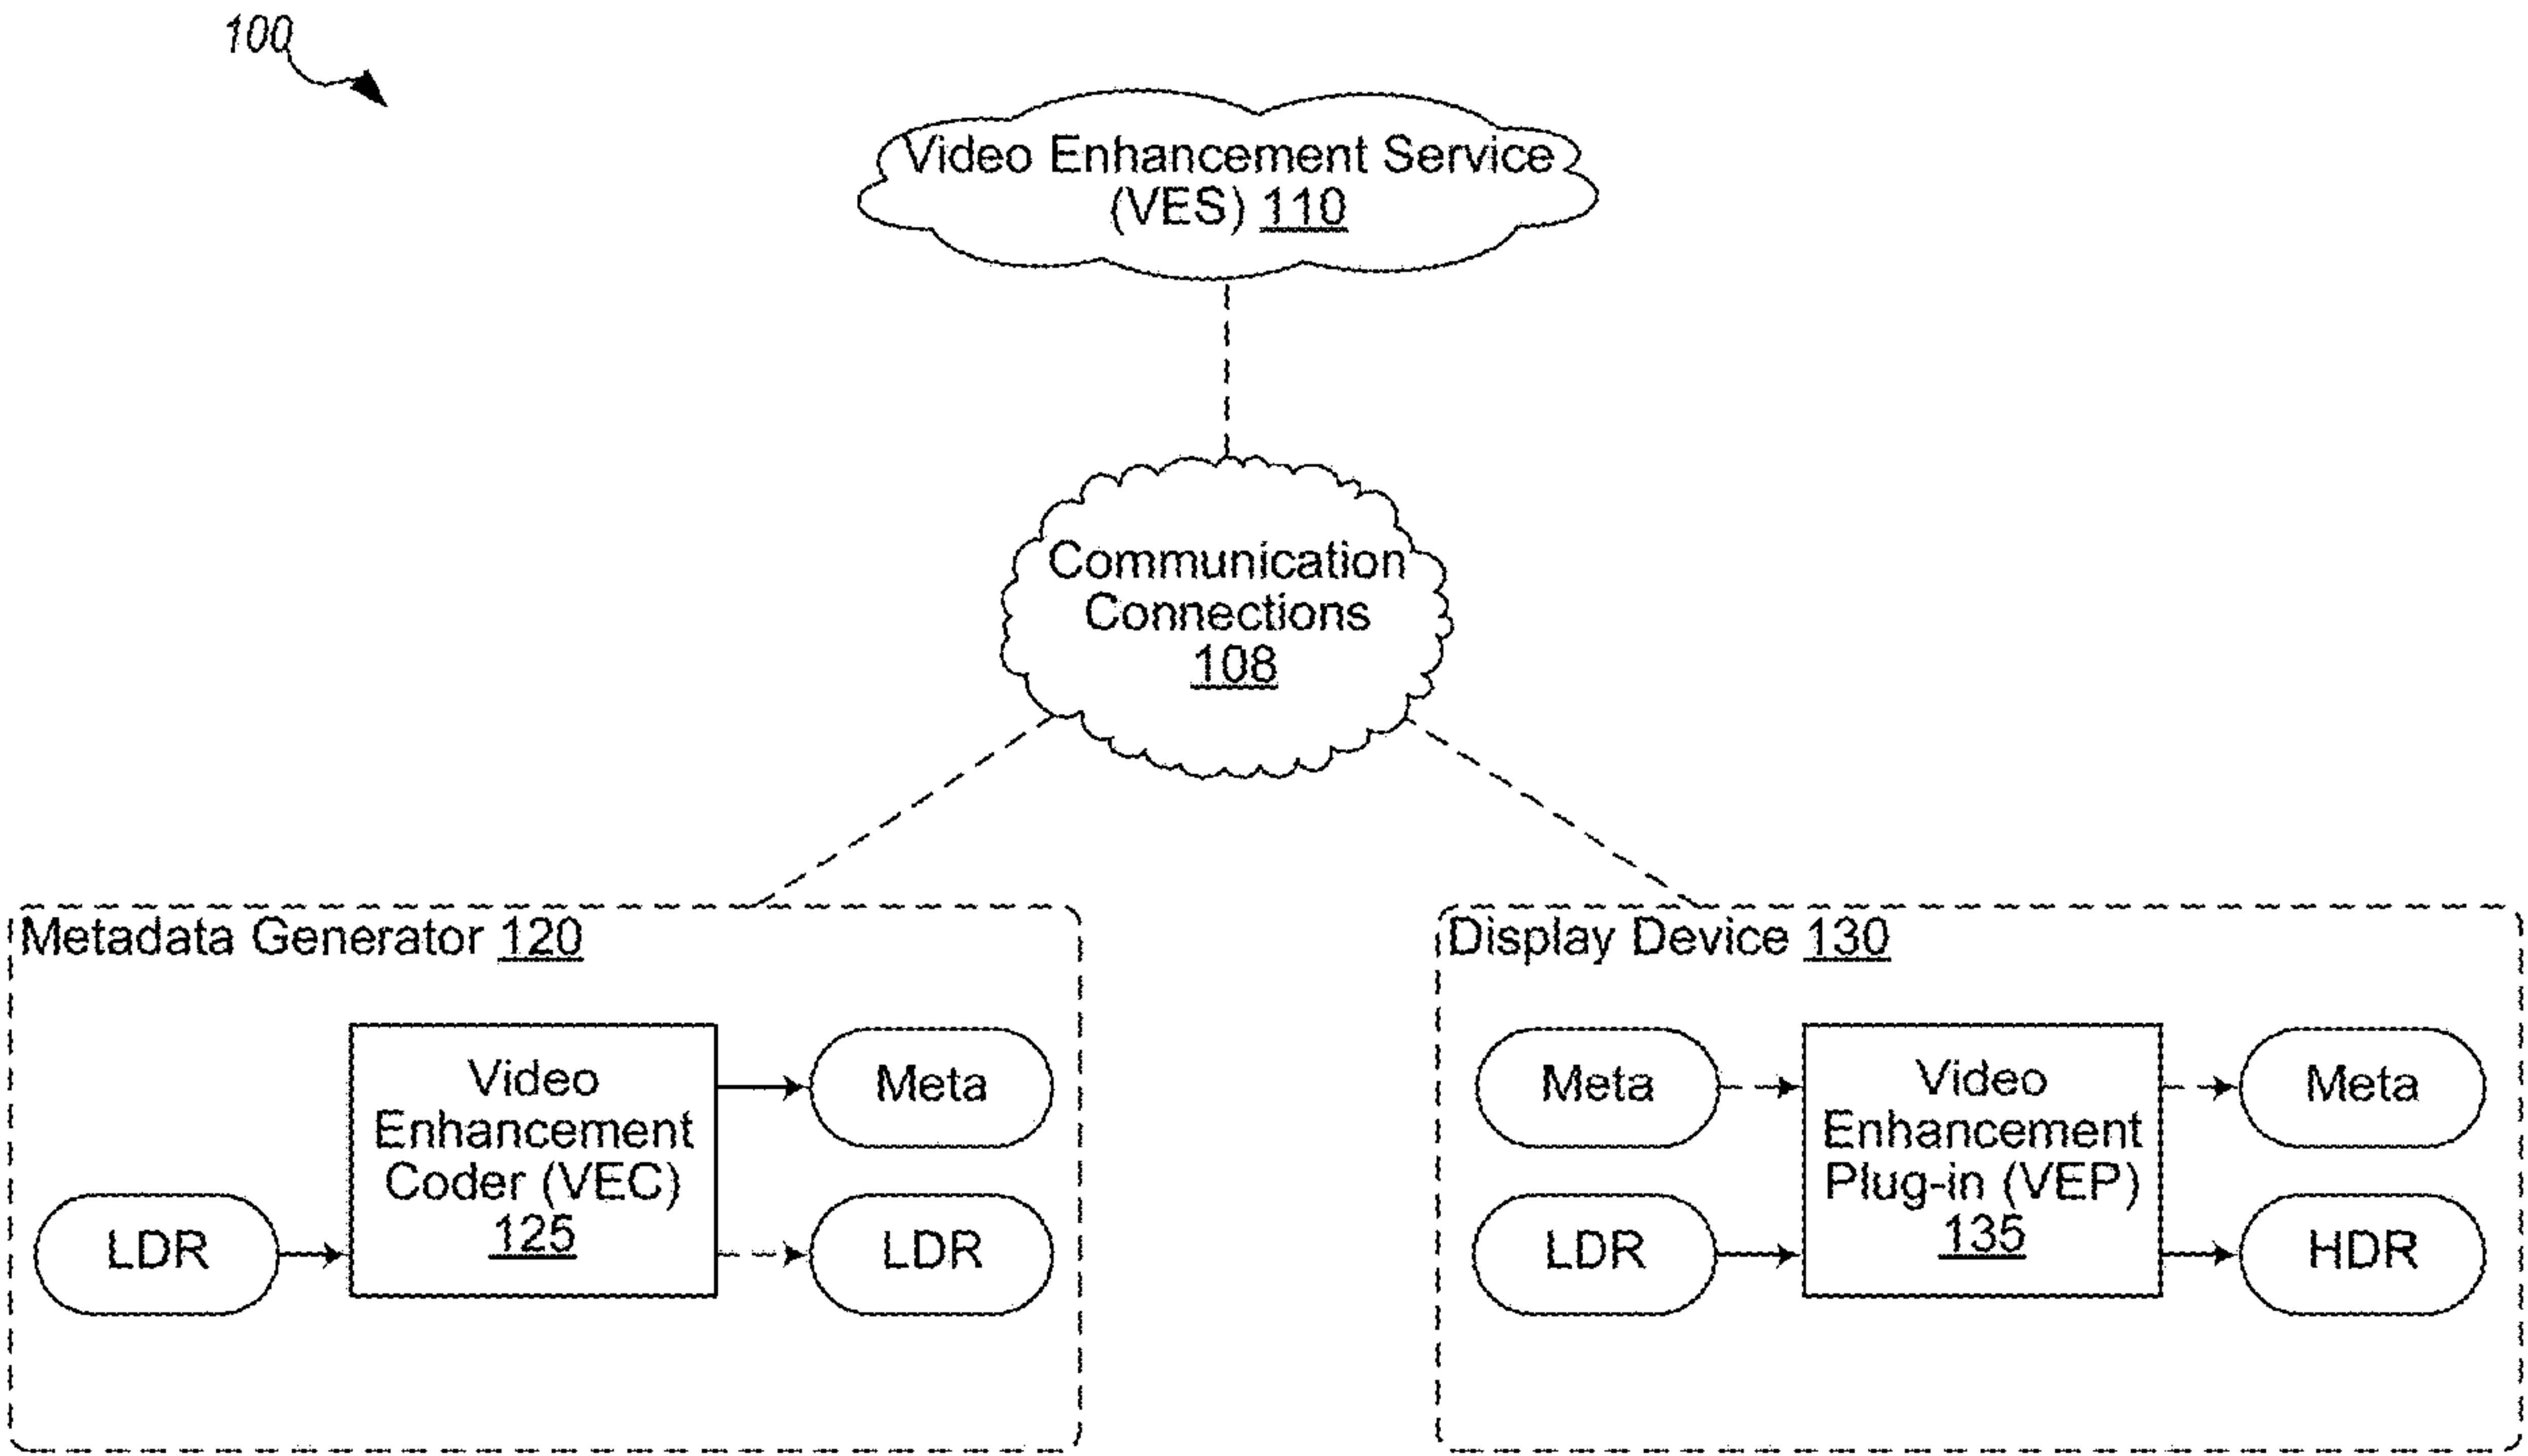 100
Video Enhancement Service
(VES) 110
Communication
Connections
108
Metadata Generator 120
Video
Enhancement
Coder (VEC)
125
LDR
Meta
LDR
Display Device 130
Meta
LDR
Video
Enhancement
Plug-in (VEP)
135
Meta
HDR